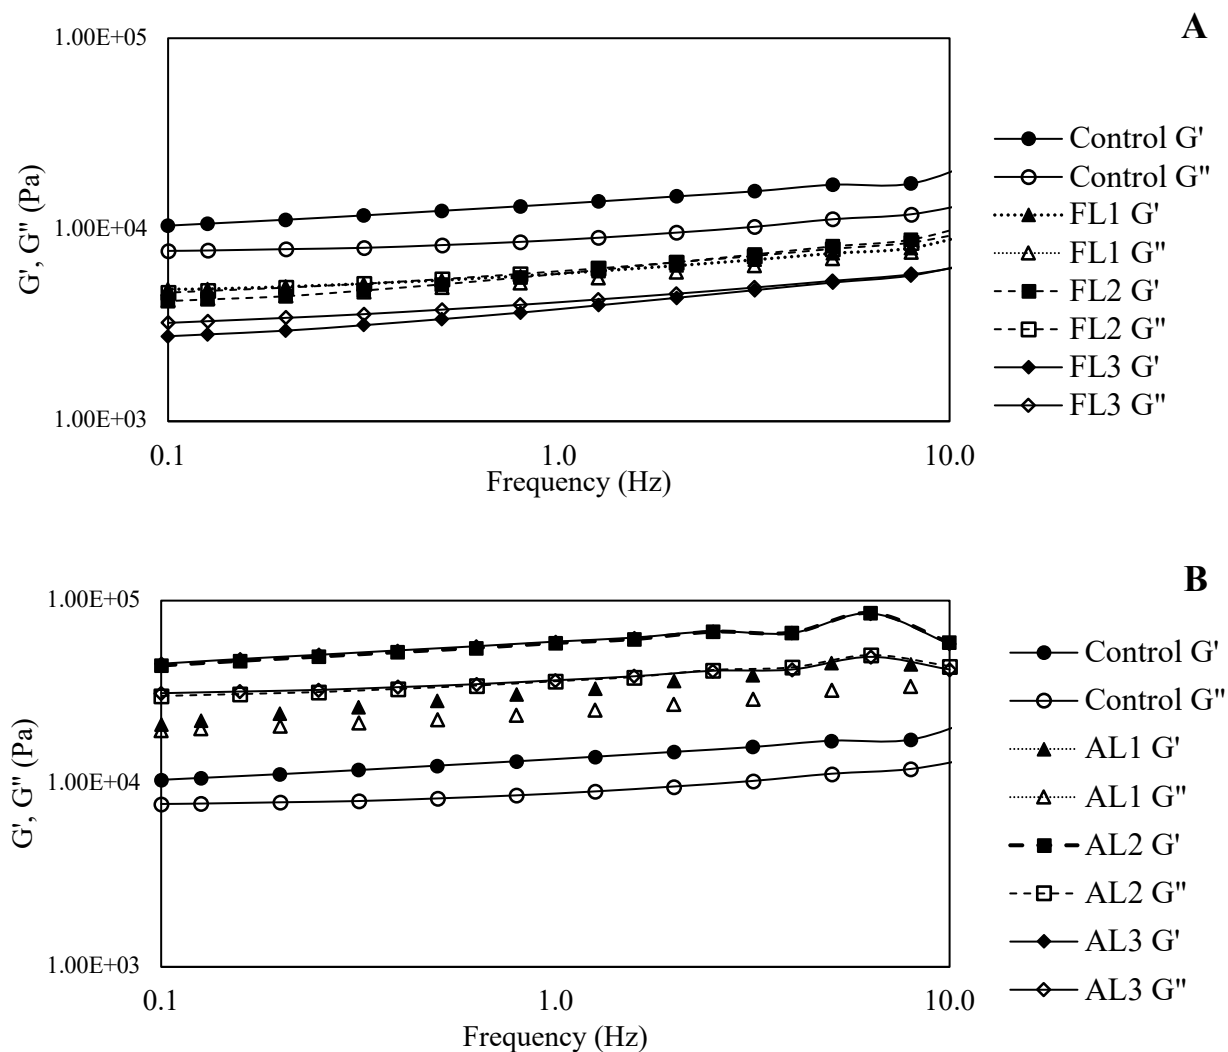 A
1.00E+05
1.00E+04
1.00E+03
G', G'' (Pa)
0.1 1.0 10.0
Frequency (Hz)
Control G'
Control G''
FL1 G'
FL1 G''
FL2 G'
FL2 G''
FL3 G'
FL3 G''
B
1.00E+05
1.00E+04
1.00E+03
G', G'' (Pa)
0.1 1.0 10.0
Frequency (Hz)
Control G'
Control G''
AL1 G'
AL1 G''
AL2 G'
AL2 G''
AL3 G'
AL3 G''